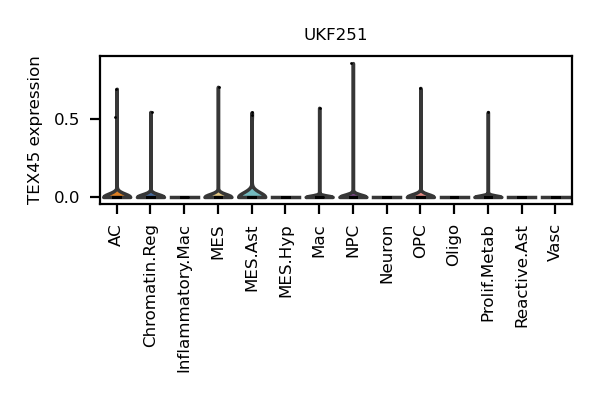 UKF251
TEX45 expression
0.5
0.0
AC
Chromatin.Reg
Inflammatory.Mac
MES
MES.Ast
MES.Hyp
Mac
NPC
Neuron
OPC
Oligo
Prolif.Metab
Reactive.Ast
Vasc